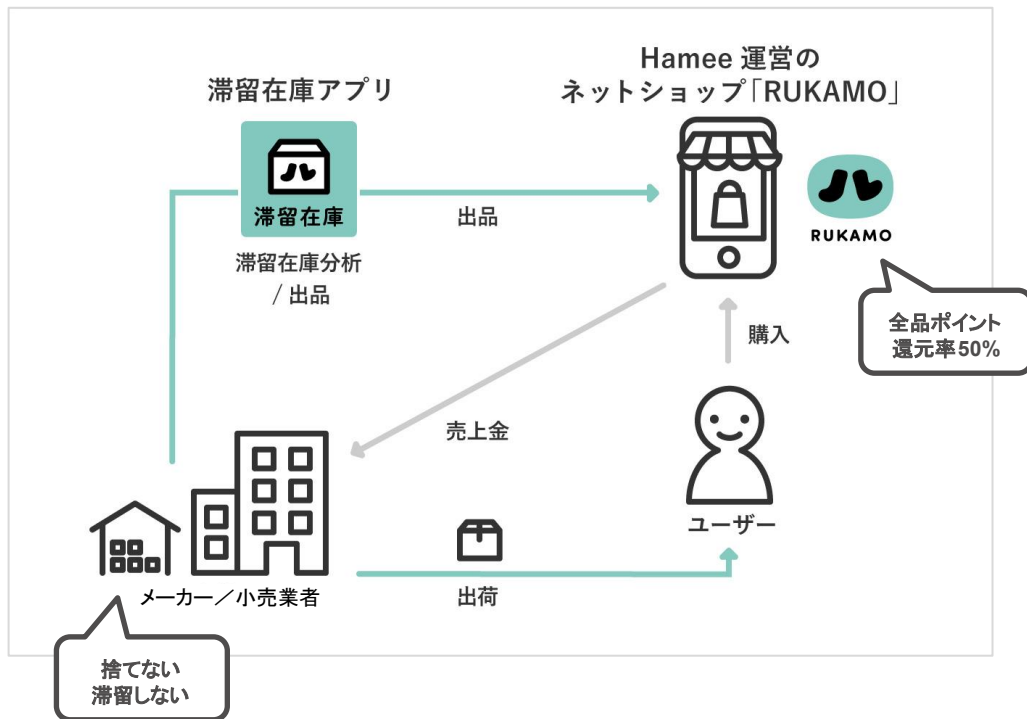 Hamee 運営の
ネットショップ「RUKAMO」
滞留在庫アプリ
滞留在庫
滞留在庫分析
/ 出品
出品
RUKAMO
全品ポイント
還元率50%
購入
売上金
ユーザー
メーカー／小売業者
出荷
捨てない
滞留しない